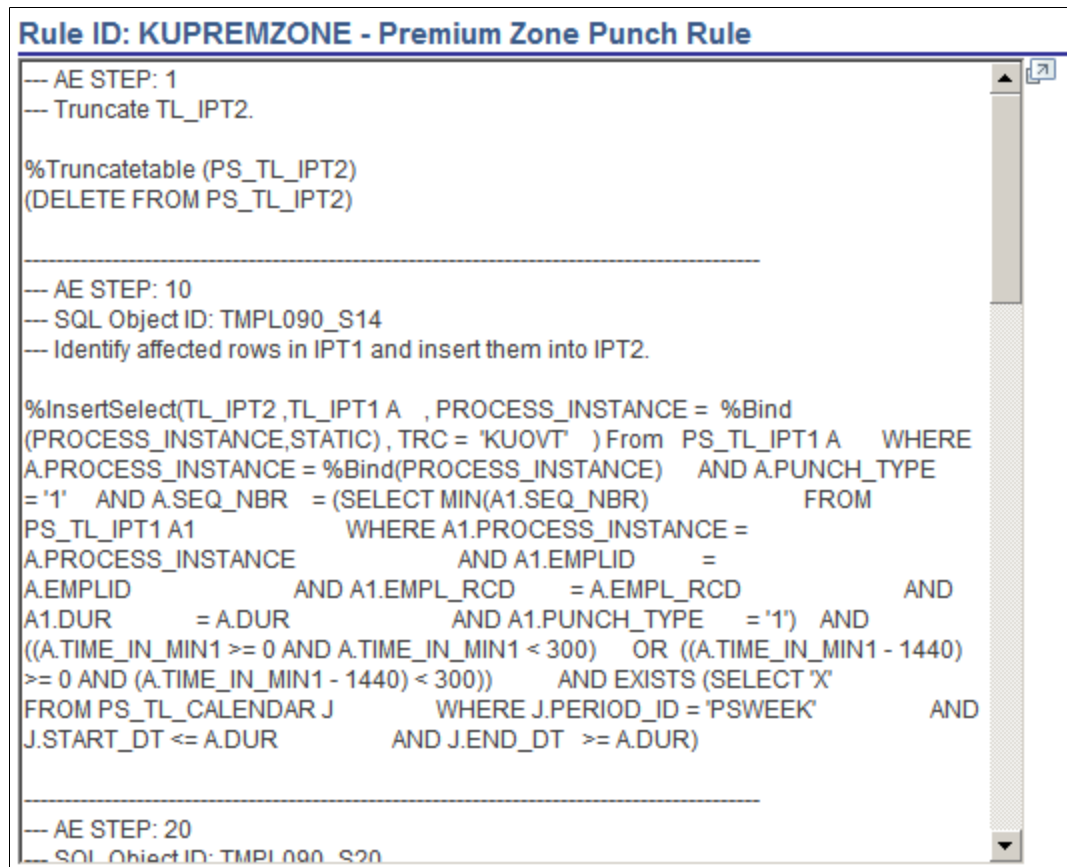 Rule ID: KUPREMZONE - Premium Zone Punch Rule
--- AE STEP: 1
--- Truncate TL_IPT2.
%Truncatetable (PS_TL_IPT2)
(DELETE FROM PS_TL_IPT2)
--- AE STEP: 10
--- SQL Object ID: TMPL090_S14
--- Identify affected rows in IPT1 and insert them into IPT2.
%InsertSelect(TL_IPT2 ,TL_IPT1 A , PROCESS_INSTANCE = %Bind
(PROCESS_INSTANCE,STATIC) , TRC = 'KUOVT' ) From PS_TL_IPT1 A WHERE
A.PROCESS_INSTANCE = %Bind(PROCESS_INSTANCE) AND A.PUNCH_TYPE
= '1' AND A.SEQ_NBR = (SELECT MIN(A1.SEQ_NBR) FROM
PS_TL_IPT1 A1 WHERE A1.PROCESS_INSTANCE =
A.PROCESS_INSTANCE AND A1.EMPLID =
A.EMPLID AND A1.EMPL_RCD = A.EMPL_RCD AND
A1.DUR = A.DUR AND A1.PUNCH_TYPE = '1') AND
((A.TIME_IN_MIN1 >= 0 AND A.TIME_IN_MIN1 < 300) OR ((A.TIME_IN_MIN1 - 1440)
>= 0 AND (A.TIME_IN_MIN1 - 1440) < 300)) AND EXISTS (SELECT 'X'
FROM PS_TL_CALENDAR J WHERE J.PERIOD_ID = 'PSWEEK' AND
J.START_DT <= A.DUR AND J.END_DT >= A.DUR)
--- AE STEP: 20
--- SQL Object ID: TMPL090_S20